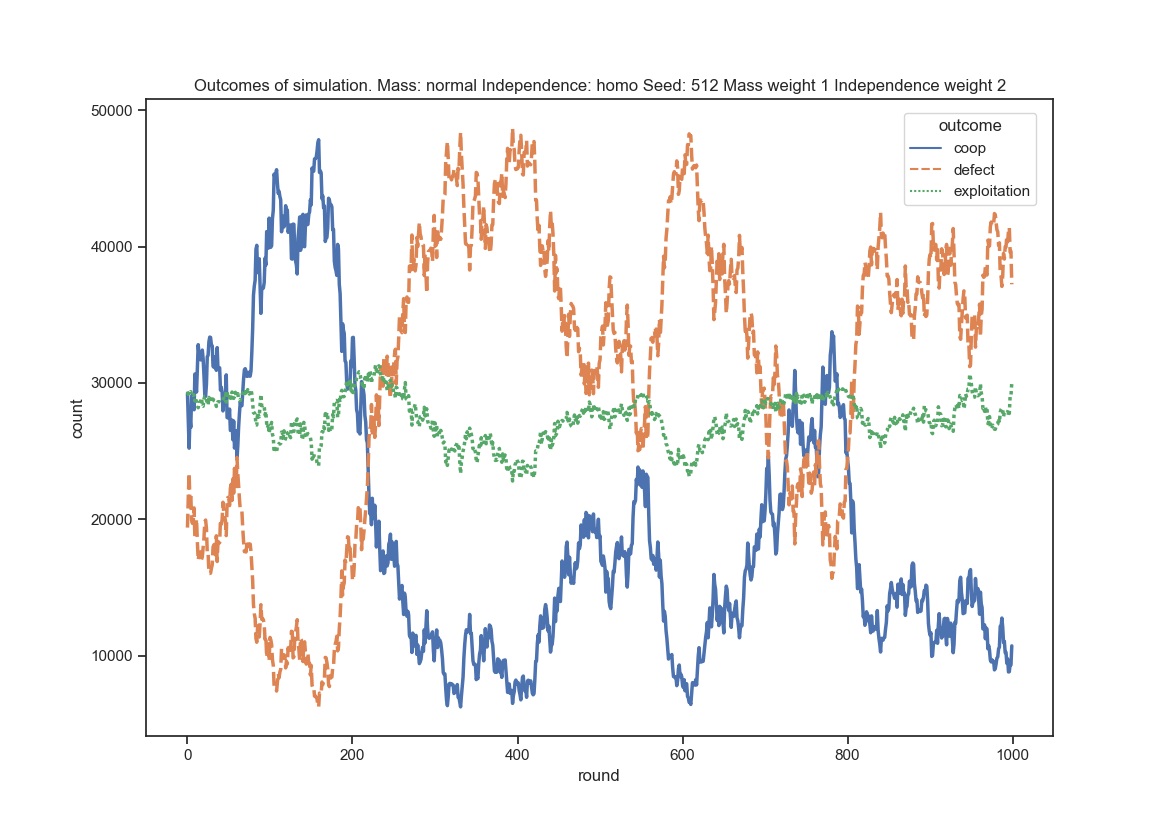 Outcomes of simulation. Mass: normal Independence: homo Seed: 512 Mass weight 1 Independence weight 2
50000
40000
30000
20000
10000
count
outcome
coop
defect
exploitation
0
200
400
600
800
1000
round